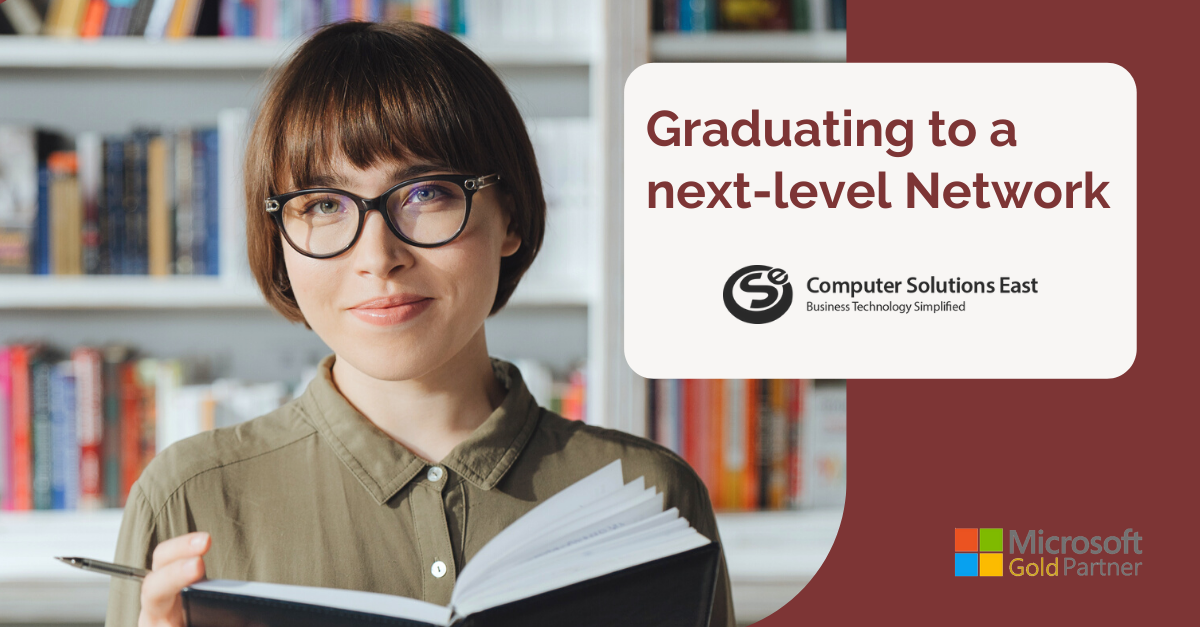 Graduating to a
next-level Network
CSe
Computer Solutions East
Business Technology Simplified
Microsoft
Gold Partner